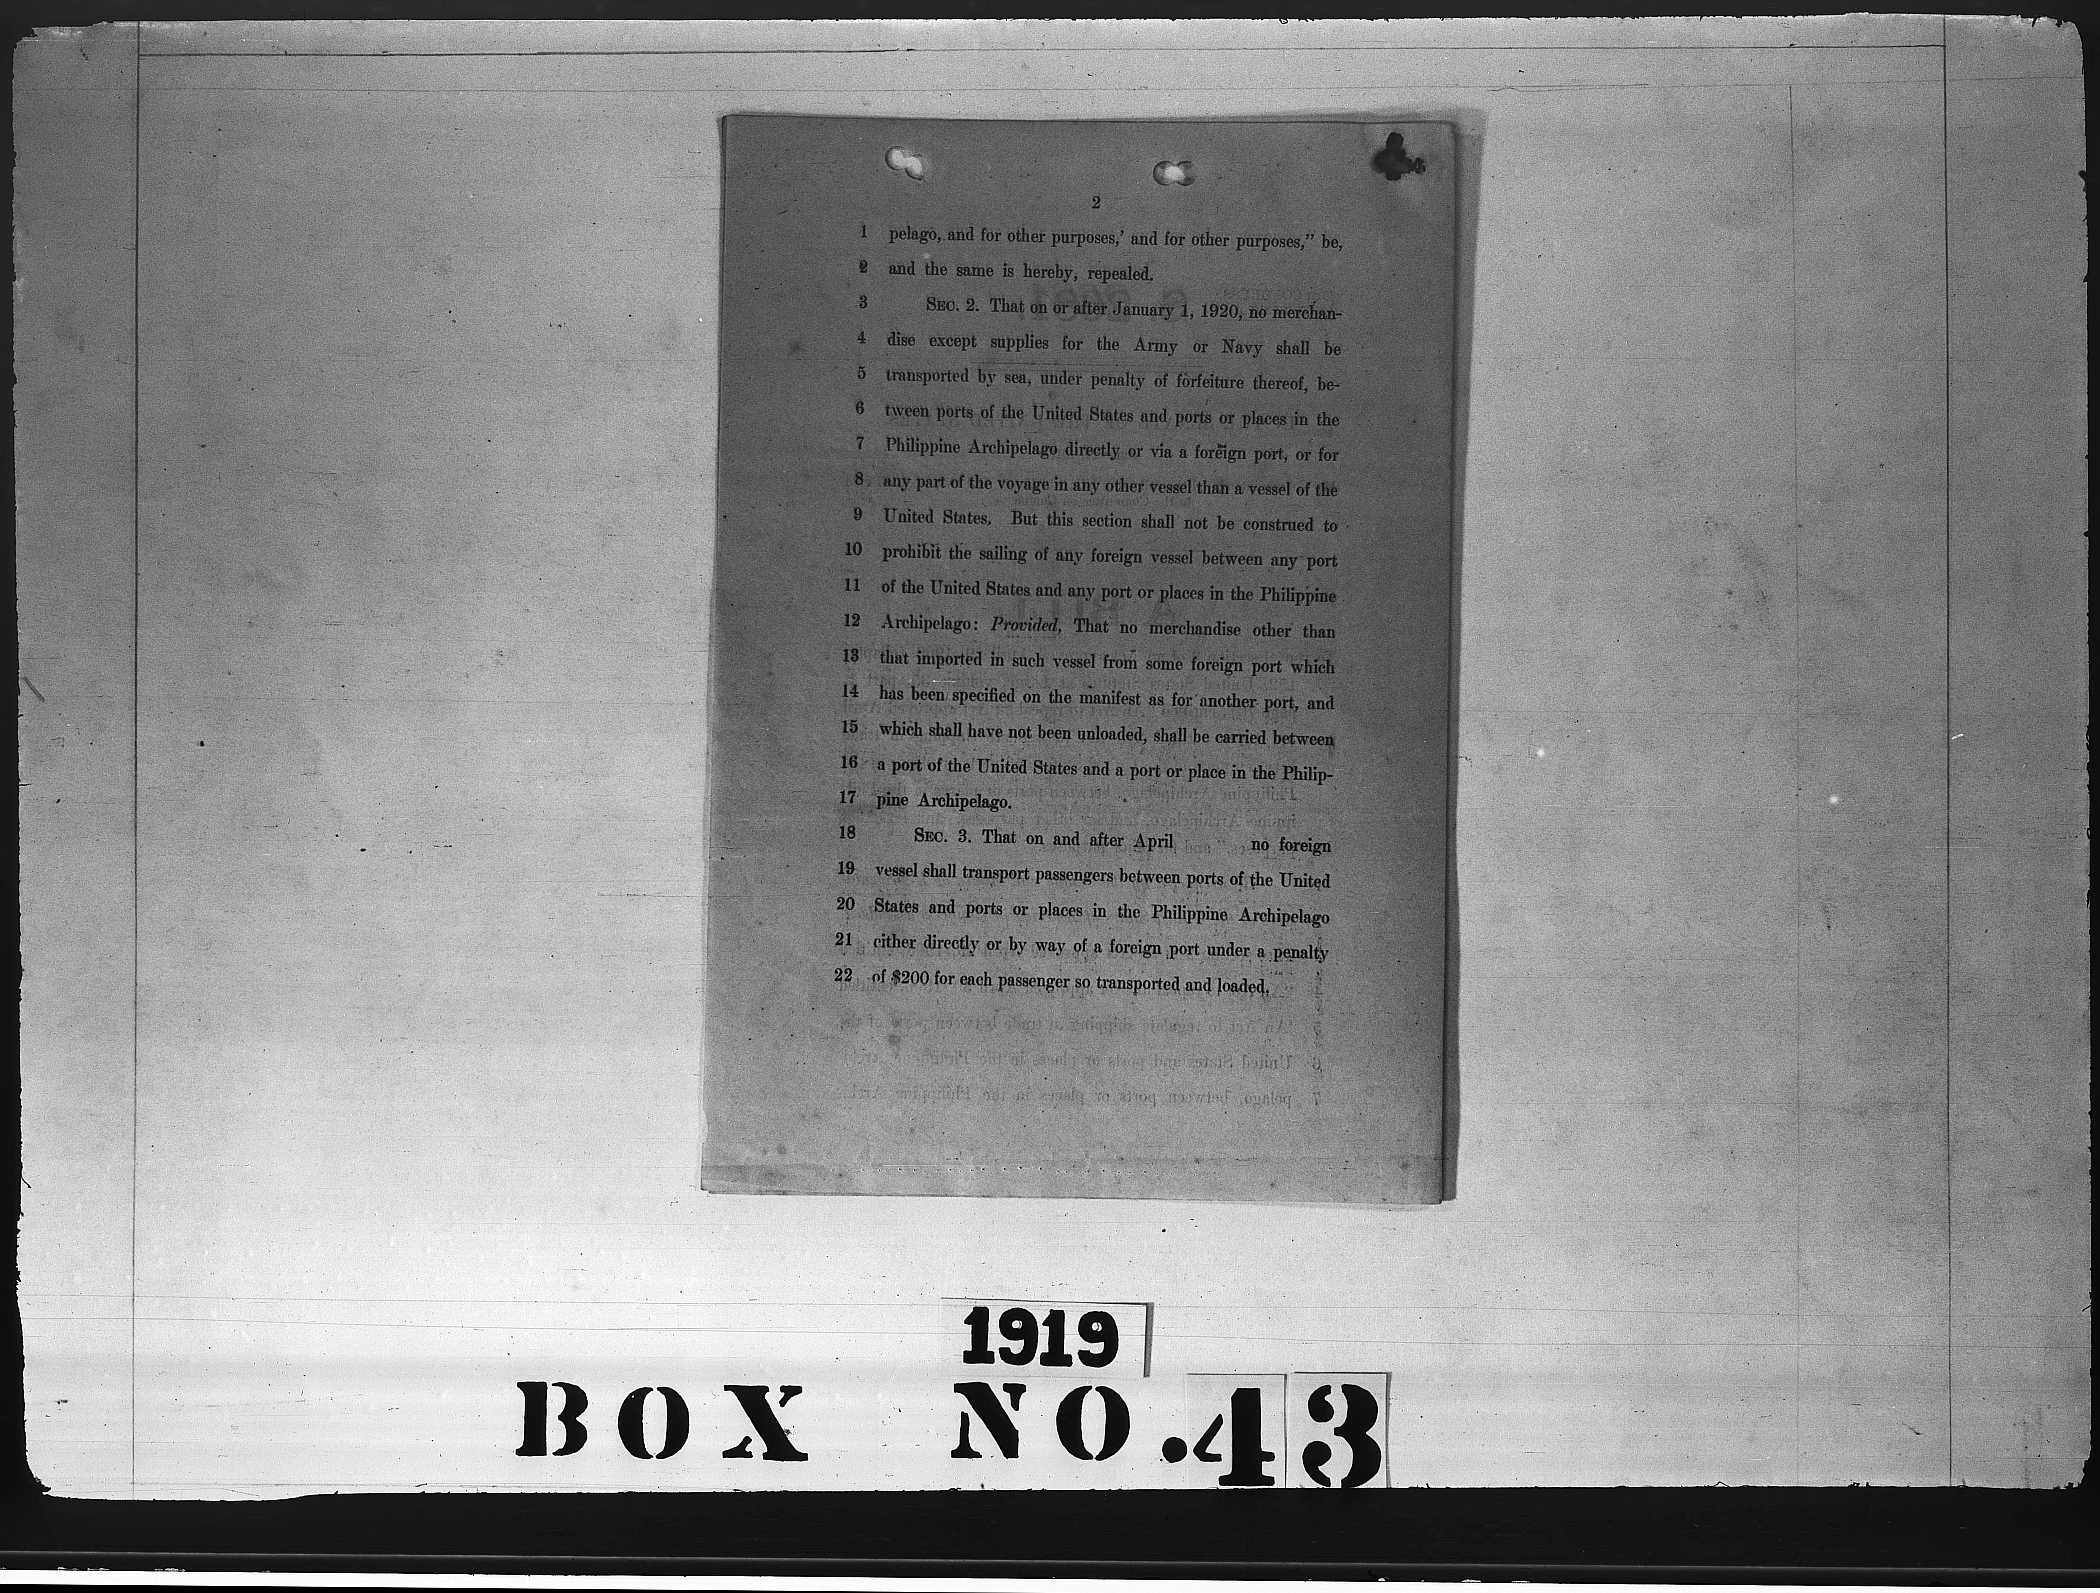 2
1 pelago, and for other purposes,’ and for other purposes,” be,
2 and the same is hereby, repealed.
3 SEC. 2. That on or after January 1, 1920, no merchan-
4 dise except supplies for the Army or Navy shall be
5 transported by sea, under penalty of forfeiture thereof, be-
6 tween ports of the United States and ports or places in the
7 Philippine Archipelago directly or via a foreign port, or for
8 any part of the voyage in any other vessel than a vessel of the
9 United States. But this section shall not be construed to
10 prohibit the sailing of any foreign vessel between any port
11 of the United States and any port or places in the Philippine
12 Archipelago: Provided, That no merchandise other than
13 that imported in such vessel from some foreign port which
14 has been specified on the manifest as for another port, and
15 which shall have not been unloaded, shall be carried between
16 a port of the United States and a port or place in the Philip-
17 pine Archipelago.
18 SEC. 3. That on and after April no foreign
19 vessel shall transport passengers between ports of the United
20 States and ports or places in the Philippine Archipelago
21 either directly or by way of a foreign port under a penalty
22 of $200 for each passenger so transported and loaded.
1919
BOX NO.43